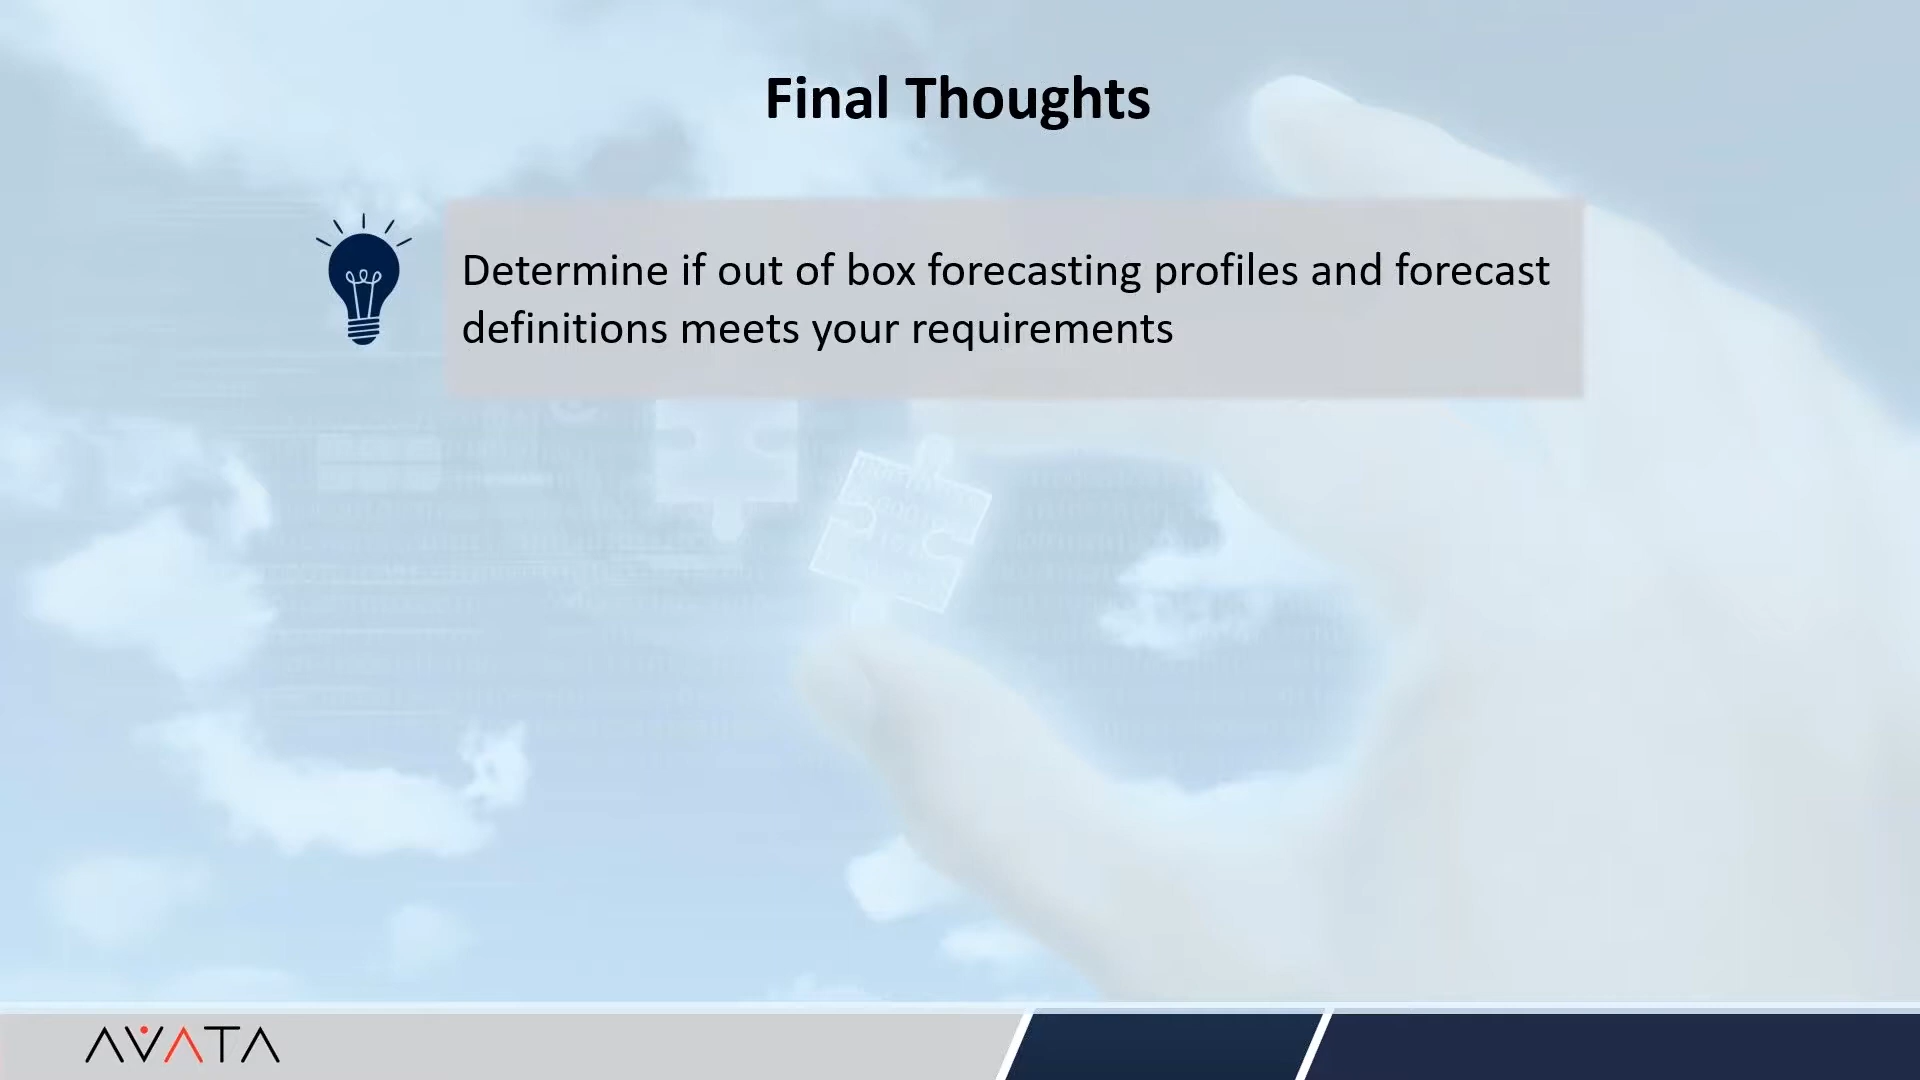 Final Thoughts
Determine if out of box forecasting profiles and forecast
definitions meets your requirements
AVATA